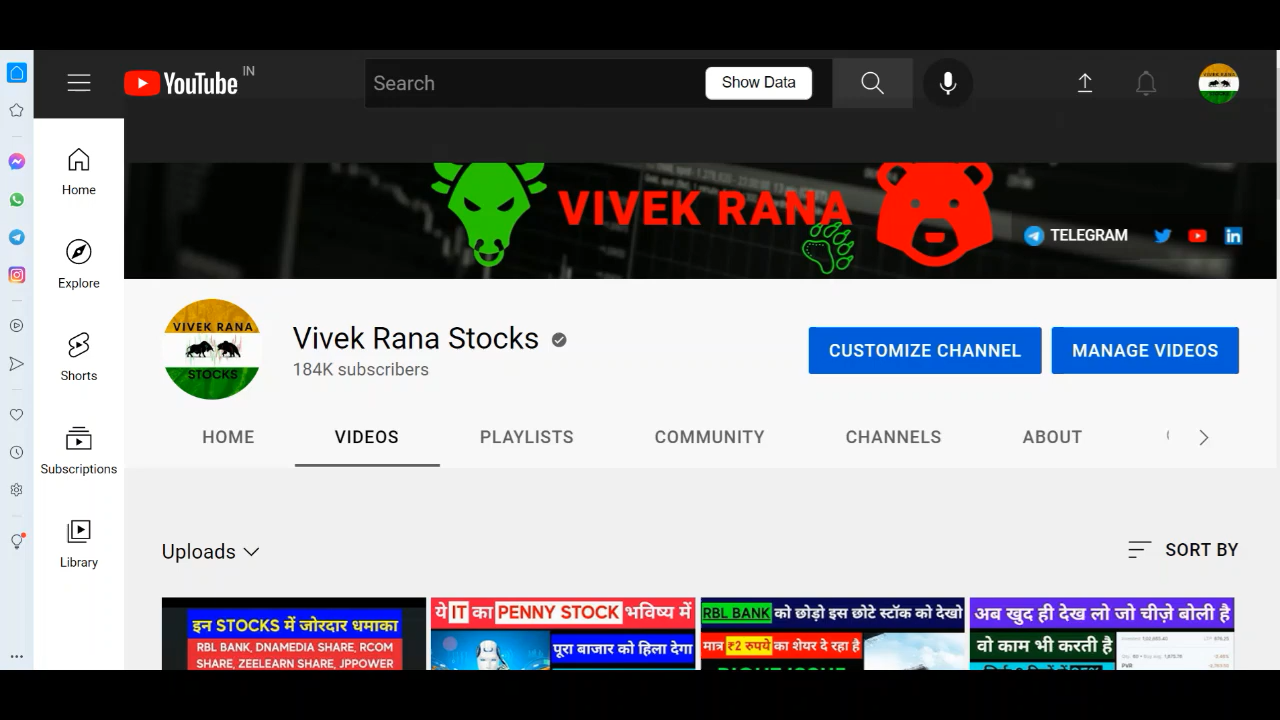 YouTube IN
Search
Show Data
Home
Explore
Shorts
Subscriptions
Library
VIVEK RANA
TELEGRAM
VIVEK RANA
STOCKS
Vivek Rana Stocks
184K subscribers
CUSTOMIZE CHANNEL
MANAGE VIDEOS
HOME
VIDEOS
PLAYLISTS
COMMUNITY
CHANNELS
ABOUT
Uploads
SORT BY
इन STOCKS में जोरदार धमाका
RBL BANK, DNAMEDIA SHARE, RCOM
SHARE, ZEELEARN SHARE, JPPOWER
ये IT का PENNY STOCK भविष्य में
पूरा बाजार को हिला देगा
RBL BANK को छोड़ो इस छोटे स्टॉक को देखो
मात्र ₹2 रुपये का शेयर दे रहा है
RIGHT ISSUE
अब खुद ही देख लो जो चीज़े बोली है
वो काम भी करती है
PVR